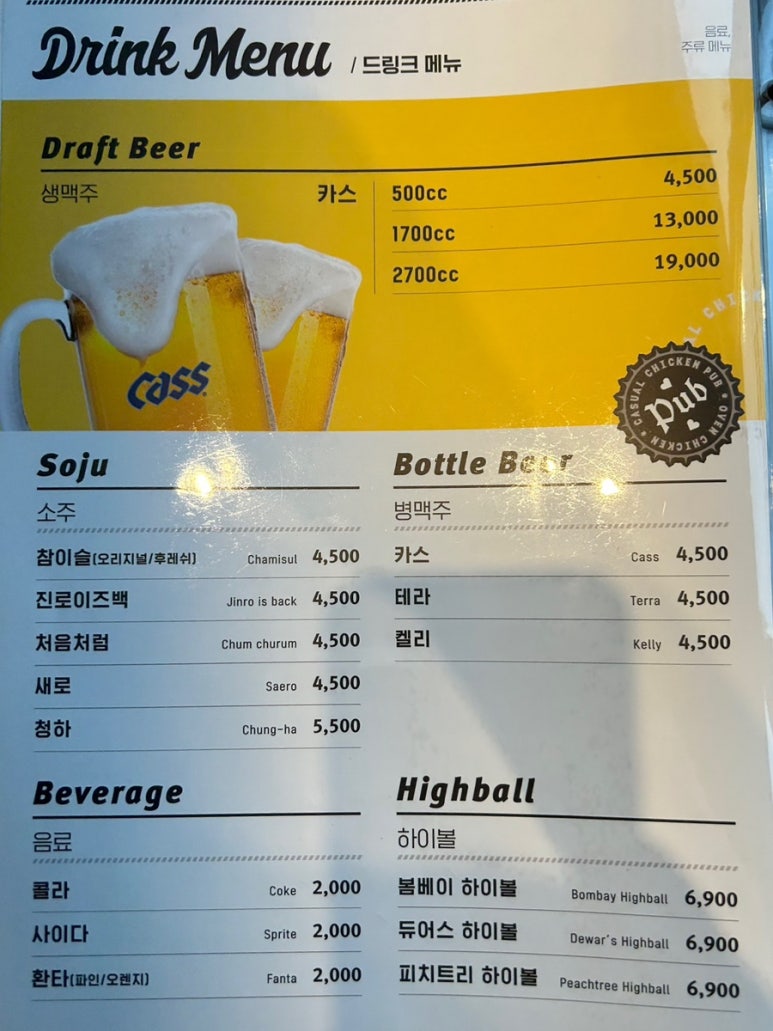 Drink Menu / 드링크 메뉴
음료,
주류 메뉴
Draft Beer
생맥주
카스 500cc 4,500
1700cc 13,000
2700cc 19,000
Cass
CASUAL CHICKEN PUB
Pub
OVEN CHICKEN
Soju
소주
참이슬(오리지널/후레쉬) Chamisul 4,500
진로이즈백 Jinro is back 4,500
처음처럼 Chum churum 4,500
새로 Saero 4,500
청하 Chung-ha 5,500
Bottle Beer
병맥주
카스 Cass 4,500
테라 Terra 4,500
켈리 Kelly 4,500
Beverage
음료
콜라 Coke 2,000
사이다 Sprite 2,000
환타(파인/오렌지) Fanta 2,000
Highball
하이볼
봄베이 하이볼 Bombay Highball 6,900
듀어스 하이볼 Dewar's Highball 6,900
피치트리 하이볼 Peachtree Highball 6,900